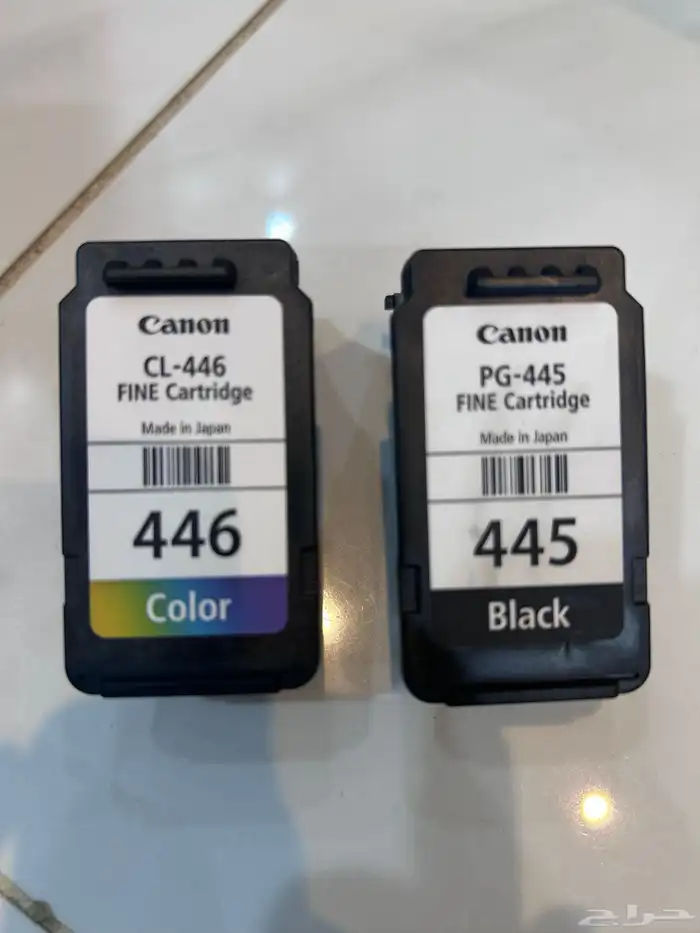 Canon
CL-446
FINE Cartridge
Made in Japan
446
Color
Canon
PG-445
FINE Cartridge
Made in Japan
445
Black
حراج